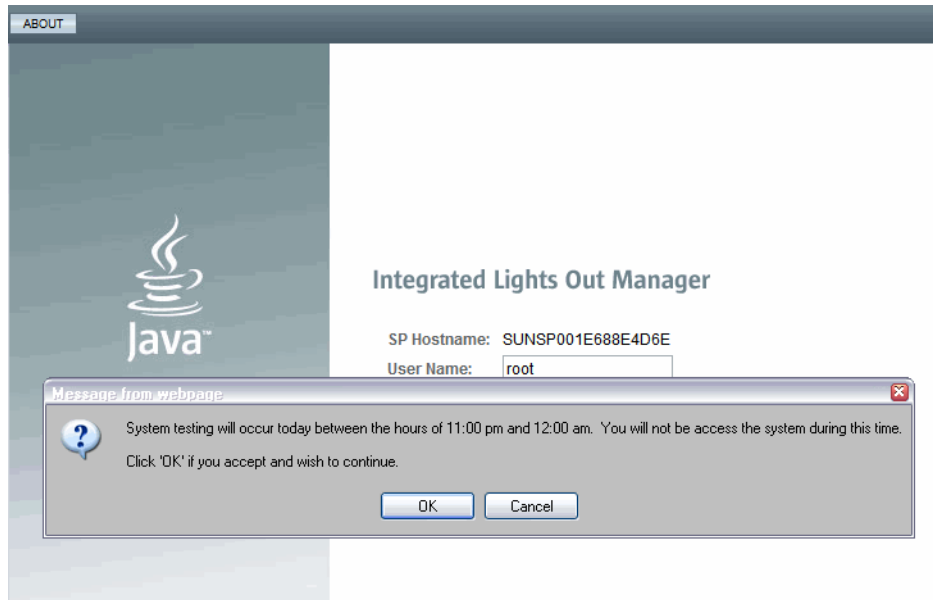 ABOUT
Java™
Integrated Lights Out Manager
SP Hostname: SUNSP001E688E4D6E
User Name: root
Message from webpage
System testing will occur today between the hours of 11:00 pm and 12:00 am. You will not be access the system during this time.
Click 'OK' if you accept and wish to continue.
OK Cancel